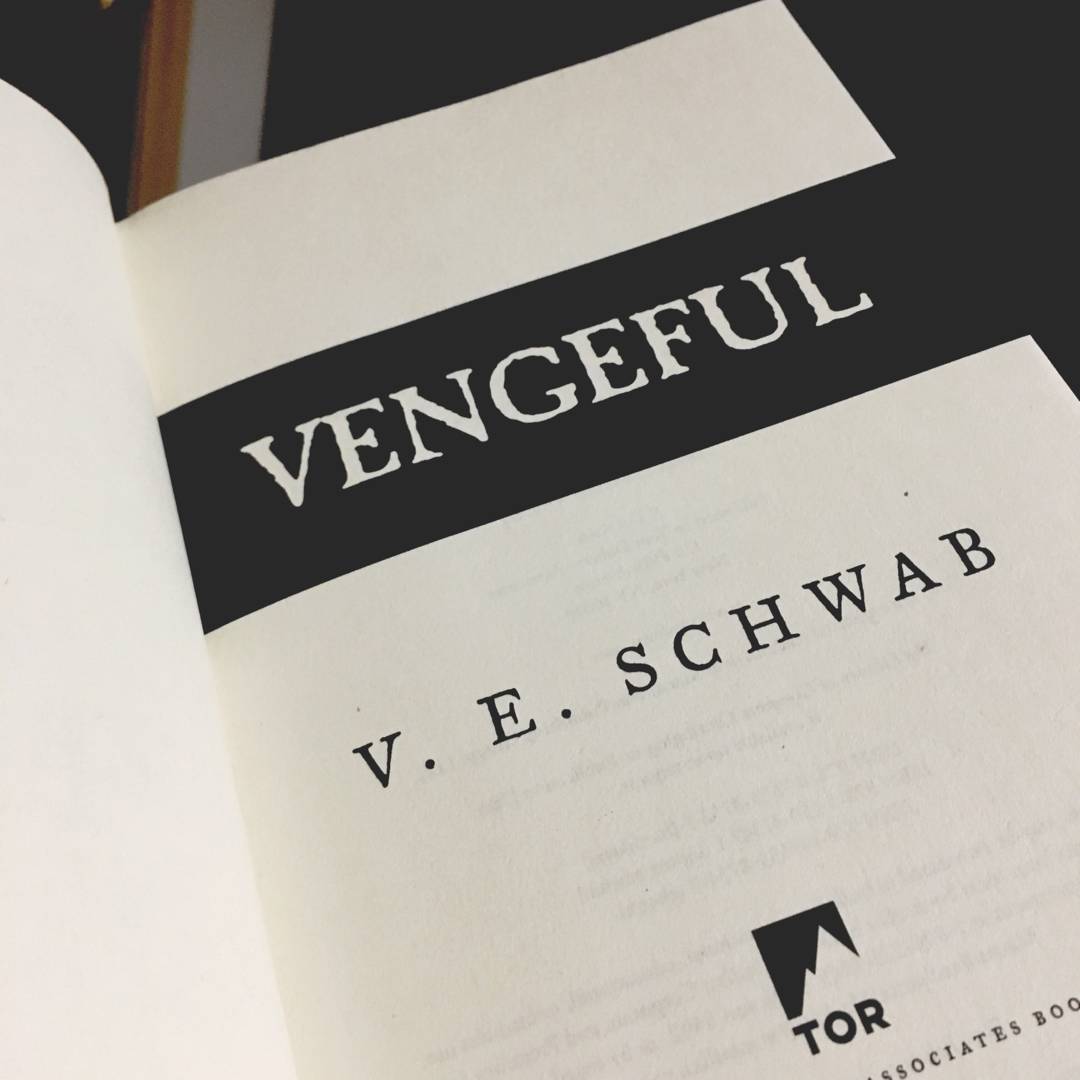 VENGEFUL
V. E. SCHWAB
TOR
ASSOCIATES BOO